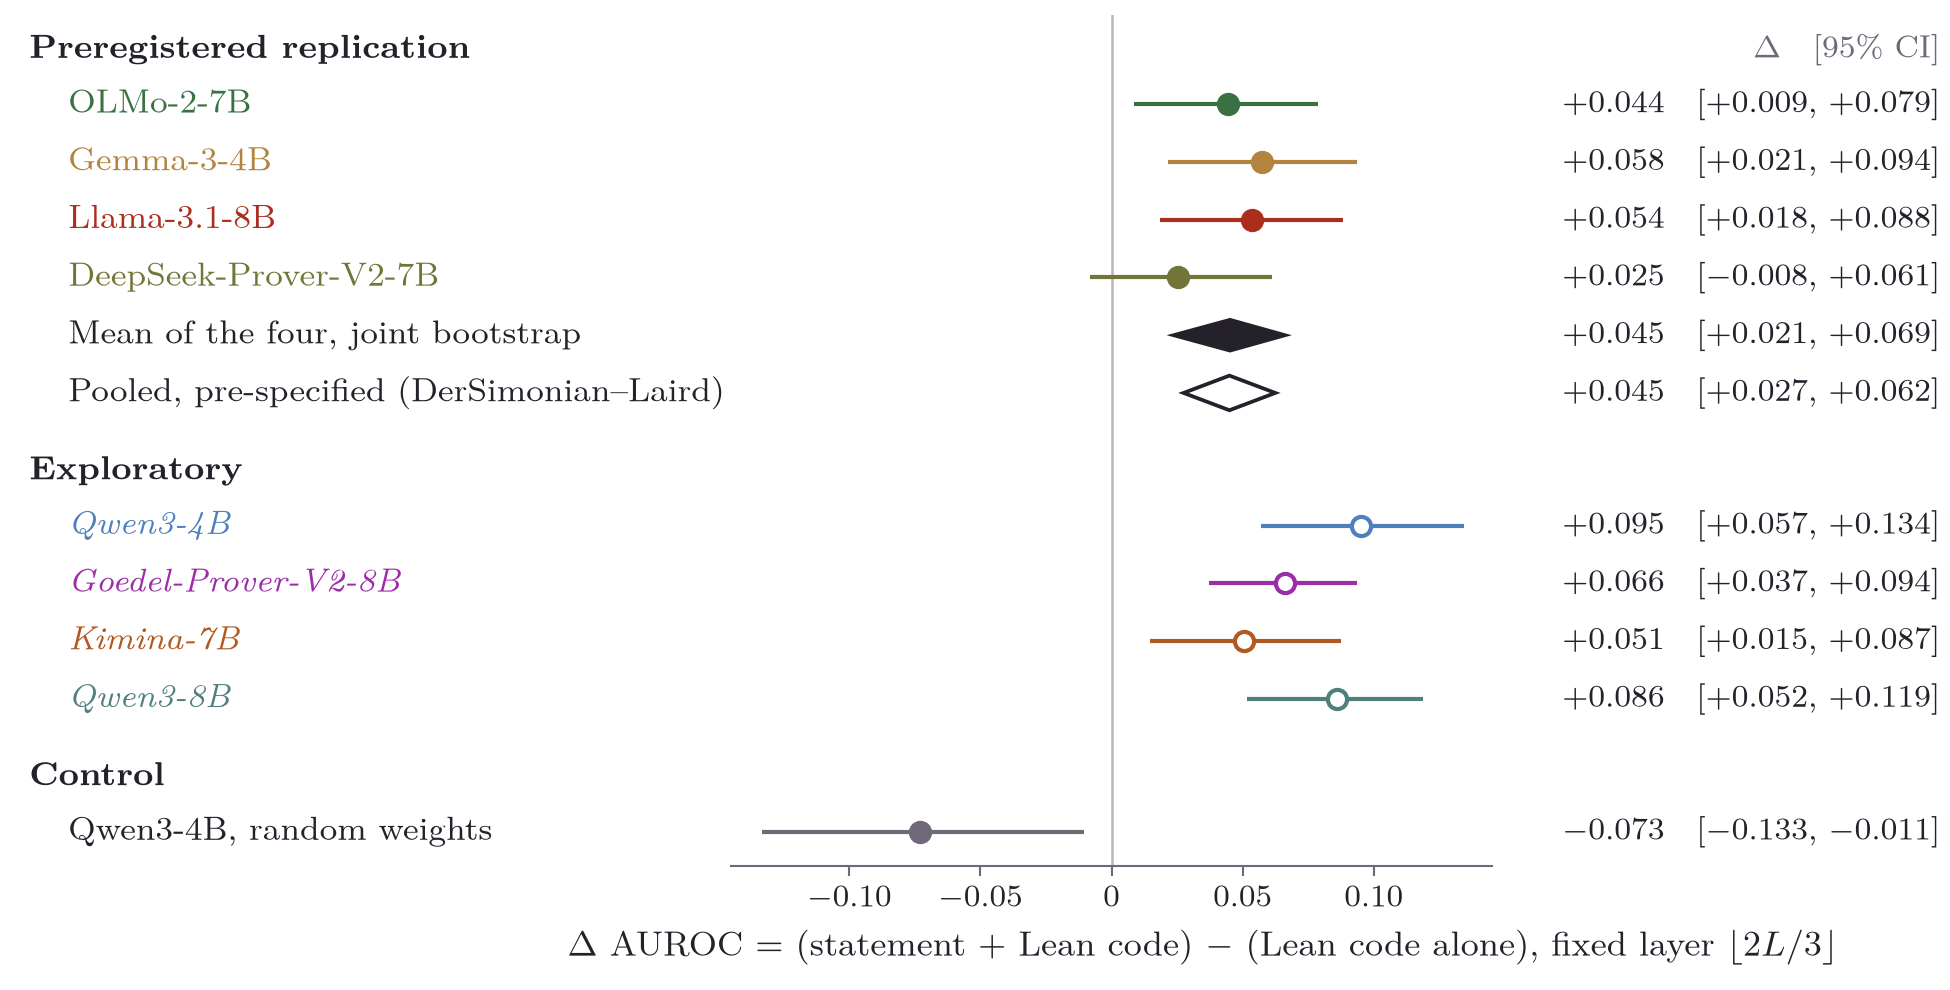 Preregistered replication Δ [95% CI]
OLMo-2-7B +0.044 [+0.009, +0.079]
Gemma-3-4B +0.058 [+0.021, +0.094]
Llama-3.1-8B +0.054 [+0.018, +0.088]
DeepSeek-Prover-V2-7B +0.025 [−0.008, +0.061]
Mean of the four, joint bootstrap +0.045 [+0.021, +0.069]
Pooled, pre-specified (DerSimonian–Laird) +0.045 [+0.027, +0.062]
Exploratory
Qwen3-4B +0.095 [+0.057, +0.134]
Goedel-Prover-V2-8B +0.066 [+0.037, +0.094]
Kimina-7B +0.051 [+0.015, +0.087]
Qwen3-8B +0.086 [+0.052, +0.119]
Control
Qwen3-4B, random weights −0.073 [−0.133, −0.011]
−0.10 −0.05 0 0.05 0.10
Δ AUROC = (statement + Lean code) − (Lean code alone), fixed layer ⌊2L/3⌋